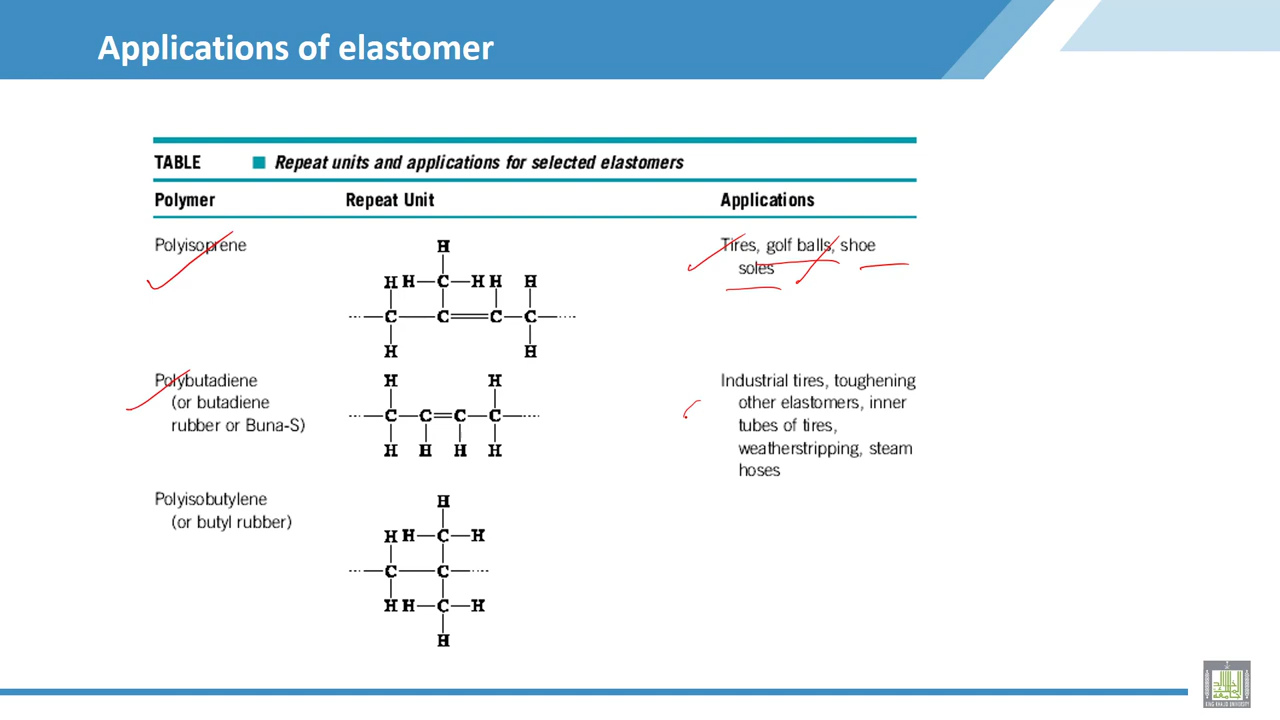 Applications of elastomer
TABLE ■ Repeat units and applications for selected elastomers
Polymer Repeat Unit Applications
Polyisoprene
H
H H—C—H H H
···—C—C=C—C—···
H H
Tires, golf balls, shoe
soles
Polybutadiene
(or butadiene
rubber or Buna-S)
H H
···—C—C=C—C—···
H H H H
Industrial tires, toughening
other elastomers, inner
tubes of tires,
weatherstripping, steam
hoses
Polyisobutylene
(or butyl rubber)
H
H H—C—H
···—C—C—···
H H—C—H
H